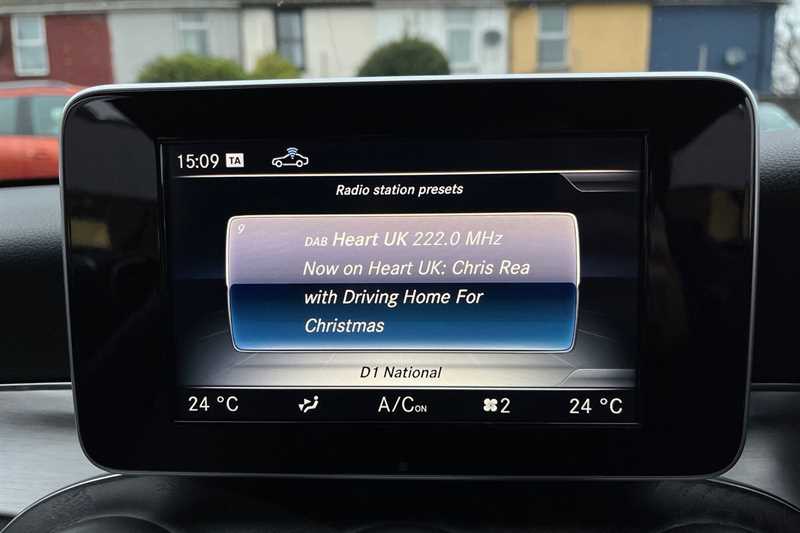 15:09 TA
Radio station presets
9
DAB Heart UK 222.0 MHz
Now on Heart UK: Chris Rea
with Driving Home For
Christmas
D1 National
24 °C A/C ON 2 24 °C